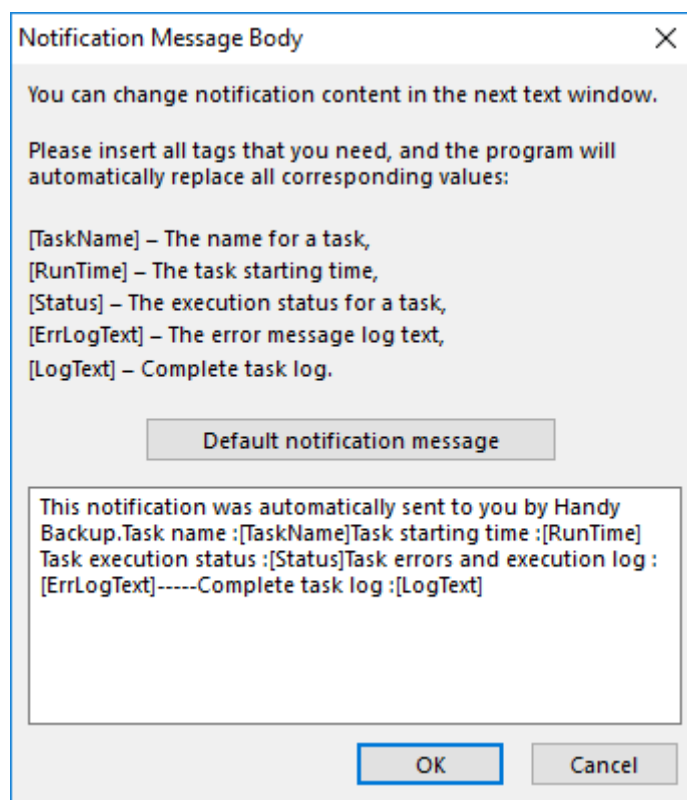 Notification Message Body
You can change notification content in the next text window.
Please insert all tags that you need, and the program will
automatically replace all corresponding values:
[TaskName] – The name for a task,
[RunTime] – The task starting time,
[Status] – The execution status for a task,
[ErrLogText] – The error message log text,
[LogText] – Complete task log.
Default notification message
This notification was automatically sent to you by Handy
Backup.Task name :[TaskName]Task starting time :[RunTime]
Task execution status :[Status]Task errors and execution log :
[ErrLogText]-----Complete task log :[LogText]
OK
Cancel